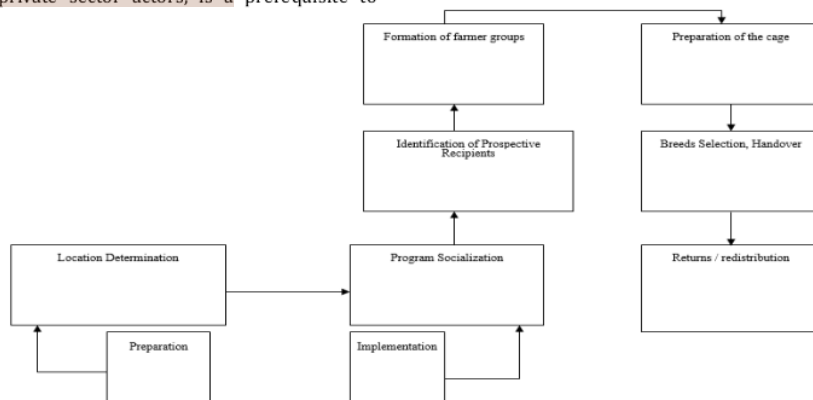 private sector actors, is a prerequisite to
Formation of farmer groups
Preparation of the cage
Identification of Prospective
Recipients
Breeds Selection, Handover
Location Determination
Program Socialization
Returns / redistribution
Preparation
Implementation